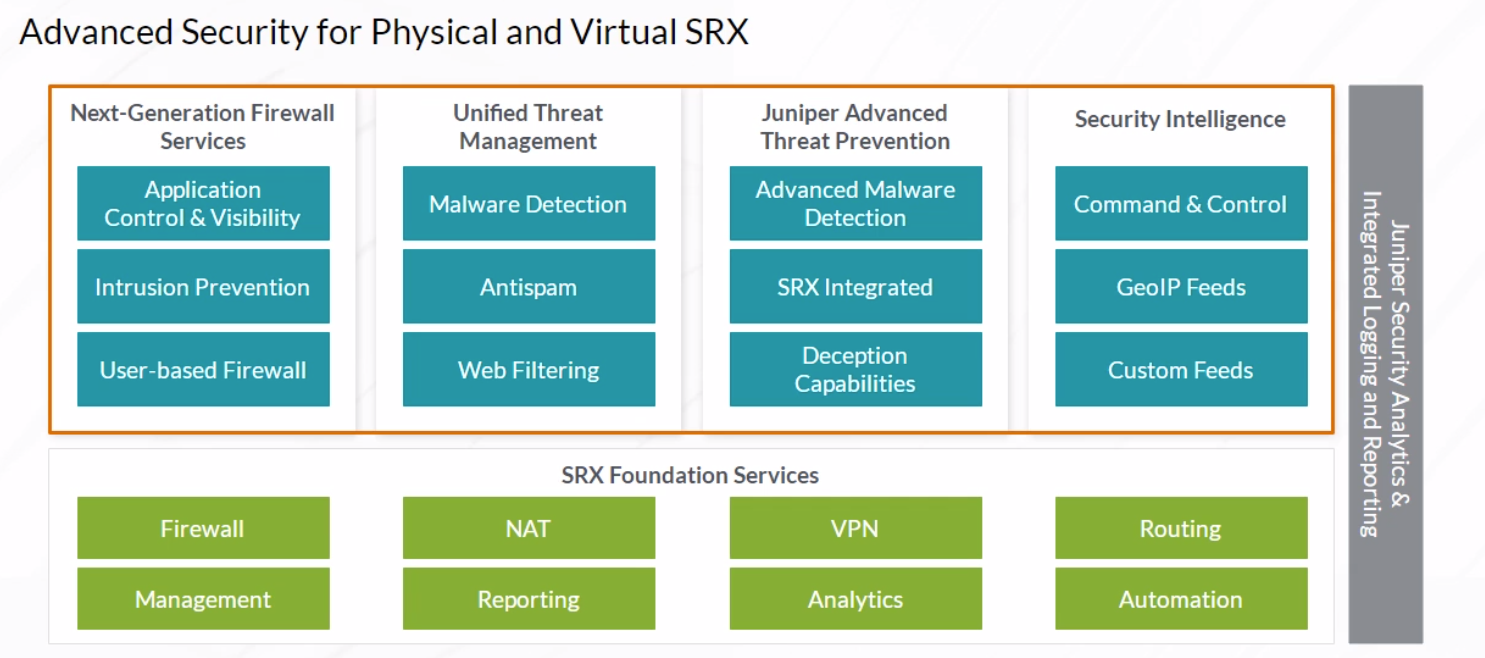 Advanced Security for Physical and Virtual SRX
Next-Generation Firewall
Services
Application
Control & Visibility
Intrusion Prevention
User-based Firewall
Unified Threat
Management
Malware Detection
Antispam
Web Filtering
Juniper Advanced
Threat Prevention
Advanced Malware
Detection
SRX Integrated
Deception
Capabilities
Security Intelligence
Command & Control
GeoIP Feeds
Custom Feeds
SRX Foundation Services
Firewall
NAT
VPN
Routing
Management
Reporting
Analytics
Automation
Juniper Security Analytics &
Integrated Logging and Reporting